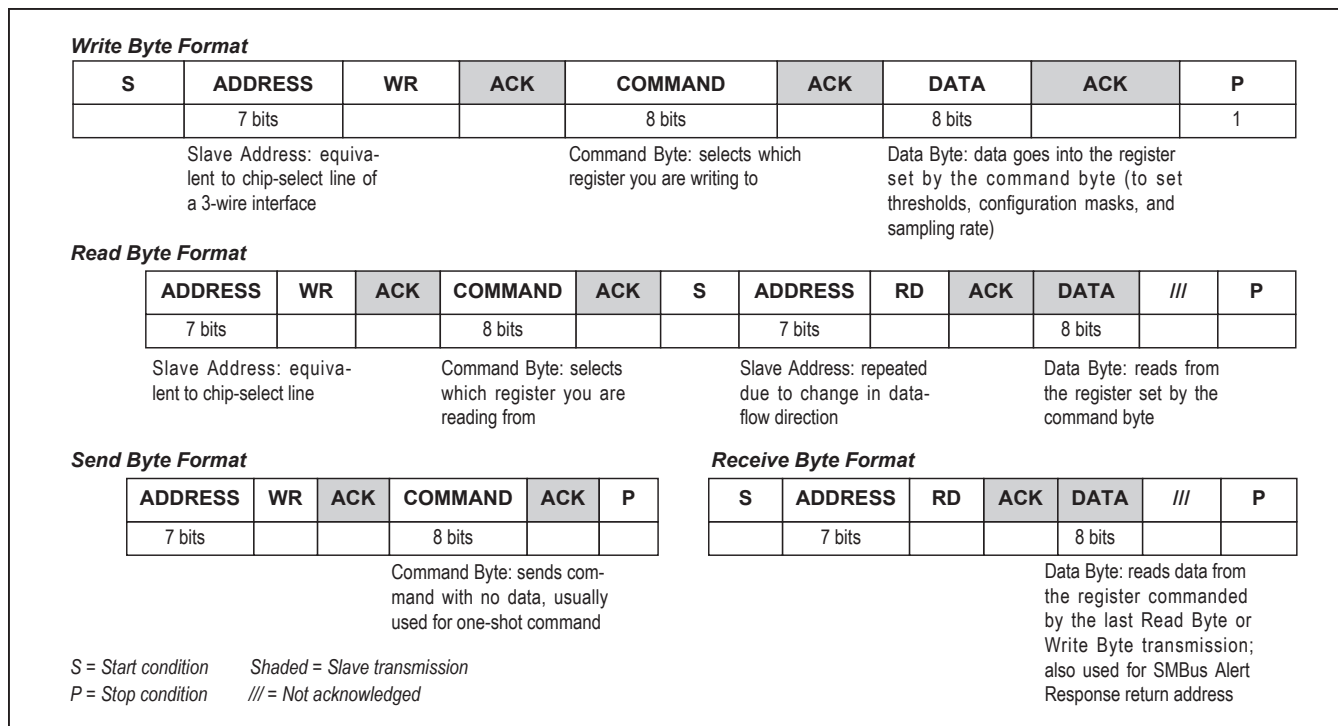 Write Byte Format
S ADDRESS WR ACK COMMAND ACK DATA ACK P
7 bits 8 bits 8 bits 1
Slave Address: equiva-
lent to chip-select line of
a 3-wire interface
Command Byte: selects which
register you are writing to
Data Byte: data goes into the register
set by the command byte (to set
thresholds, configuration masks, and
sampling rate)
Read Byte Format
ADDRESS WR ACK COMMAND ACK S ADDRESS RD ACK DATA /// P
7 bits 8 bits 7 bits 8 bits
Slave Address: equiva-
lent to chip-select line
Command Byte: selects
which register you are
reading from
Slave Address: repeated
due to change in data-
flow direction
Data Byte: reads from
the register set by the
command byte
Send Byte Format
ADDRESS WR ACK COMMAND ACK P
7 bits 8 bits
Command Byte: sends com-
mand with no data, usually
used for one-shot command
Receive Byte Format
S ADDRESS RD ACK DATA /// P
7 bits 8 bits
Data Byte: reads data from
the register commanded
by the last Read Byte or
Write Byte transmission;
also used for SMBus Alert
Response return address
S = Start condition Shaded = Slave transmission
P = Stop condition /// = Not acknowledged